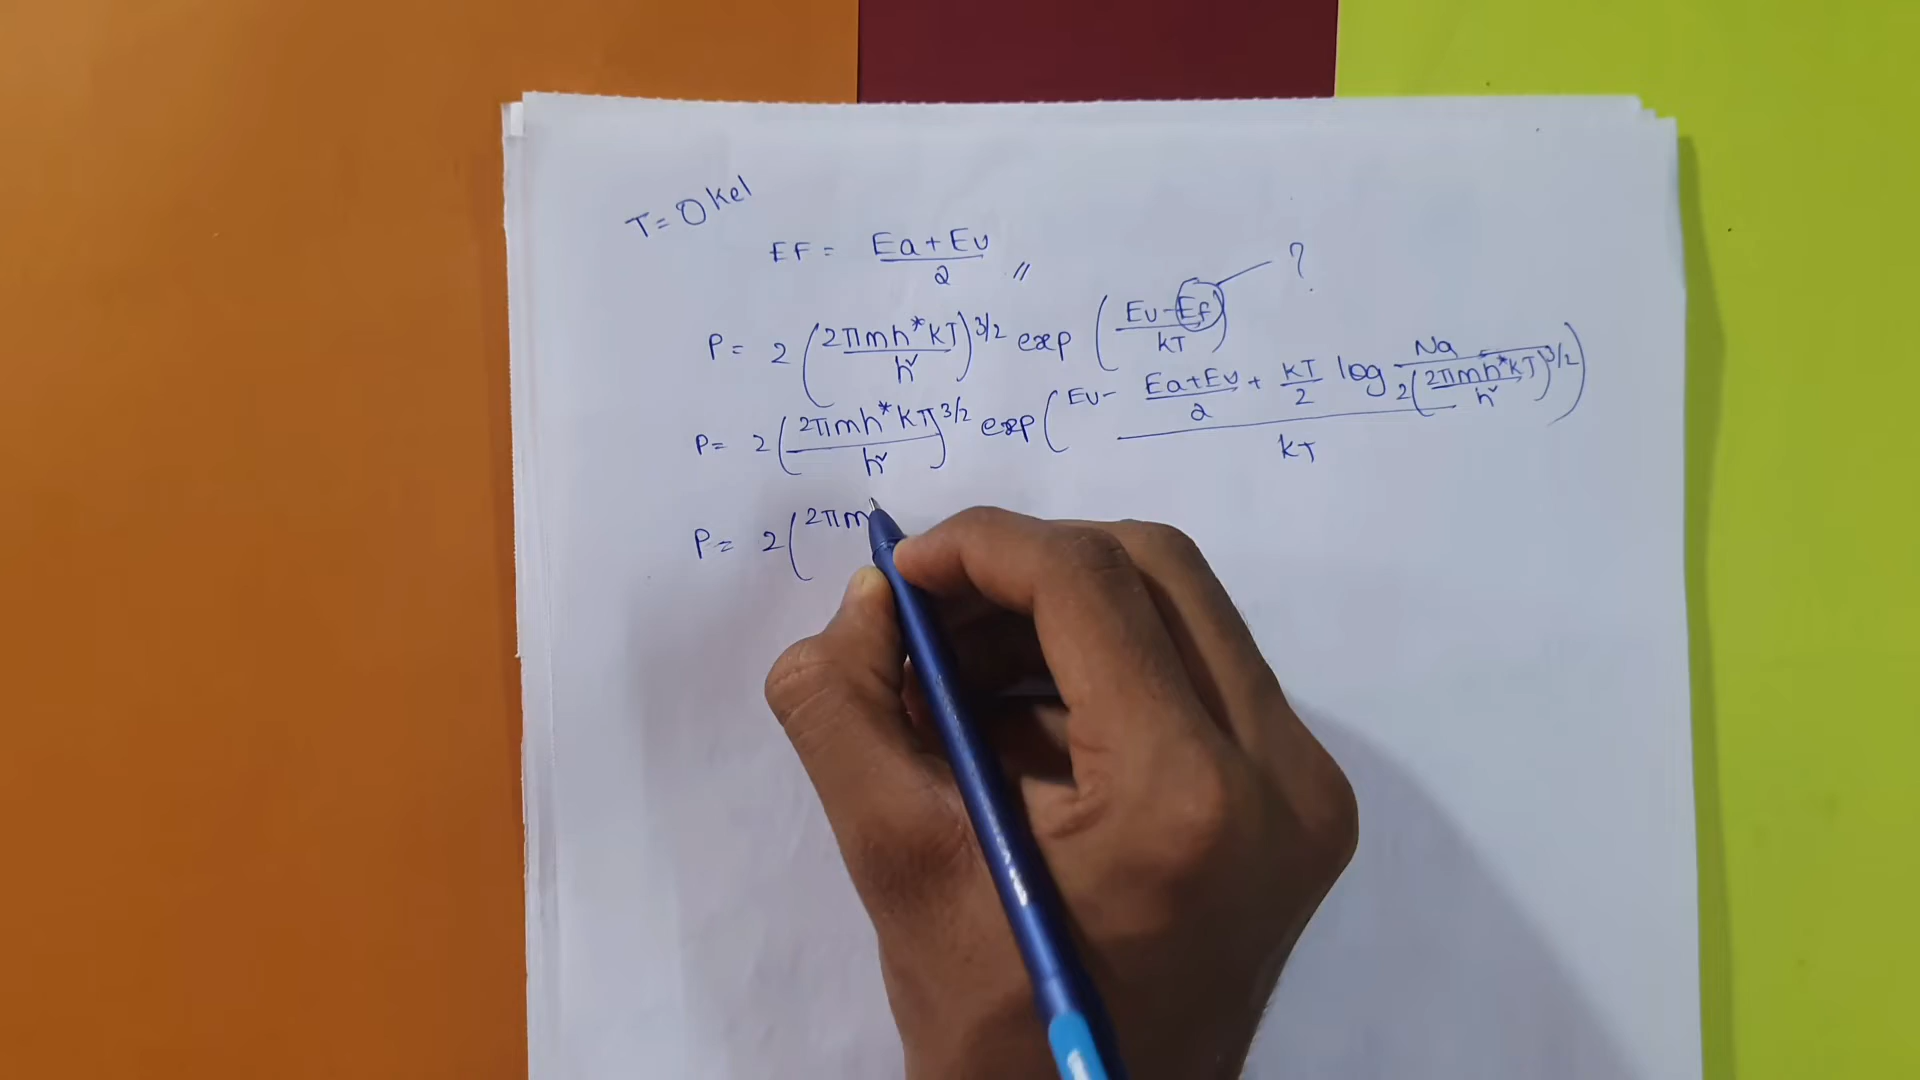 T = 0 Kel
EF = Ea + Ev / 2 //
P = 2 (2πmh*kT / h²)^3/2 exp (Ev - Ef / kT) ?
P = 2 (2πmh*kT / h²)^3/2 exp (Ev - Ea + Ev / 2 + kT / 2 log Na / 2(2πmh*kT / h²)^3/2 / kT)
P = 2 (2πm